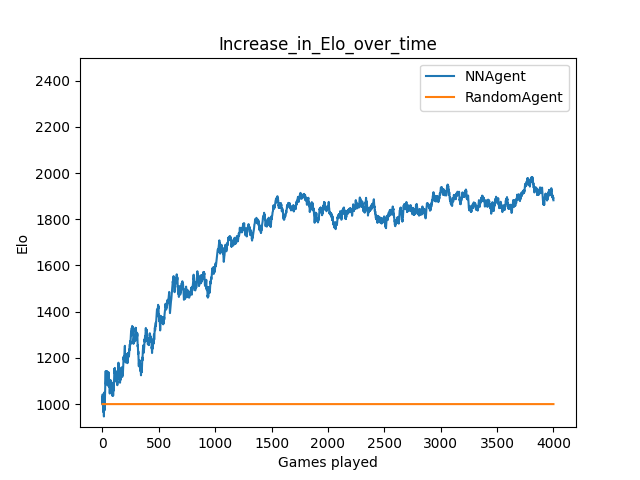 Increase_in_Elo_over_time
NNAgent
RandomAgent
2400
2200
2000
1800
1600
1400
1200
1000
Elo
0 500 1000 1500 2000 2500 3000 3500 4000
Games played